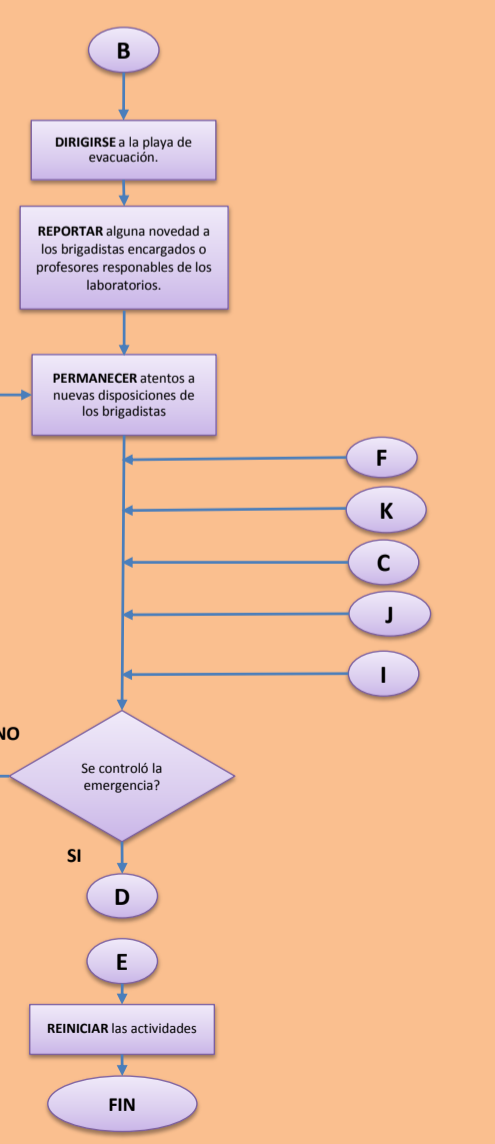 B
DIRIGIRSE a la playa de
evacuación.
REPORTAR alguna novedad a
los brigadistas encargados o
profesores responables de los
laboratorios.
PERMANECER atentos a
nuevas disposiciones de
los brigadistas
F
K
C
J
I
NO
Se controló la
emergencia?
SI
D
E
REINICIAR las actividades
FIN